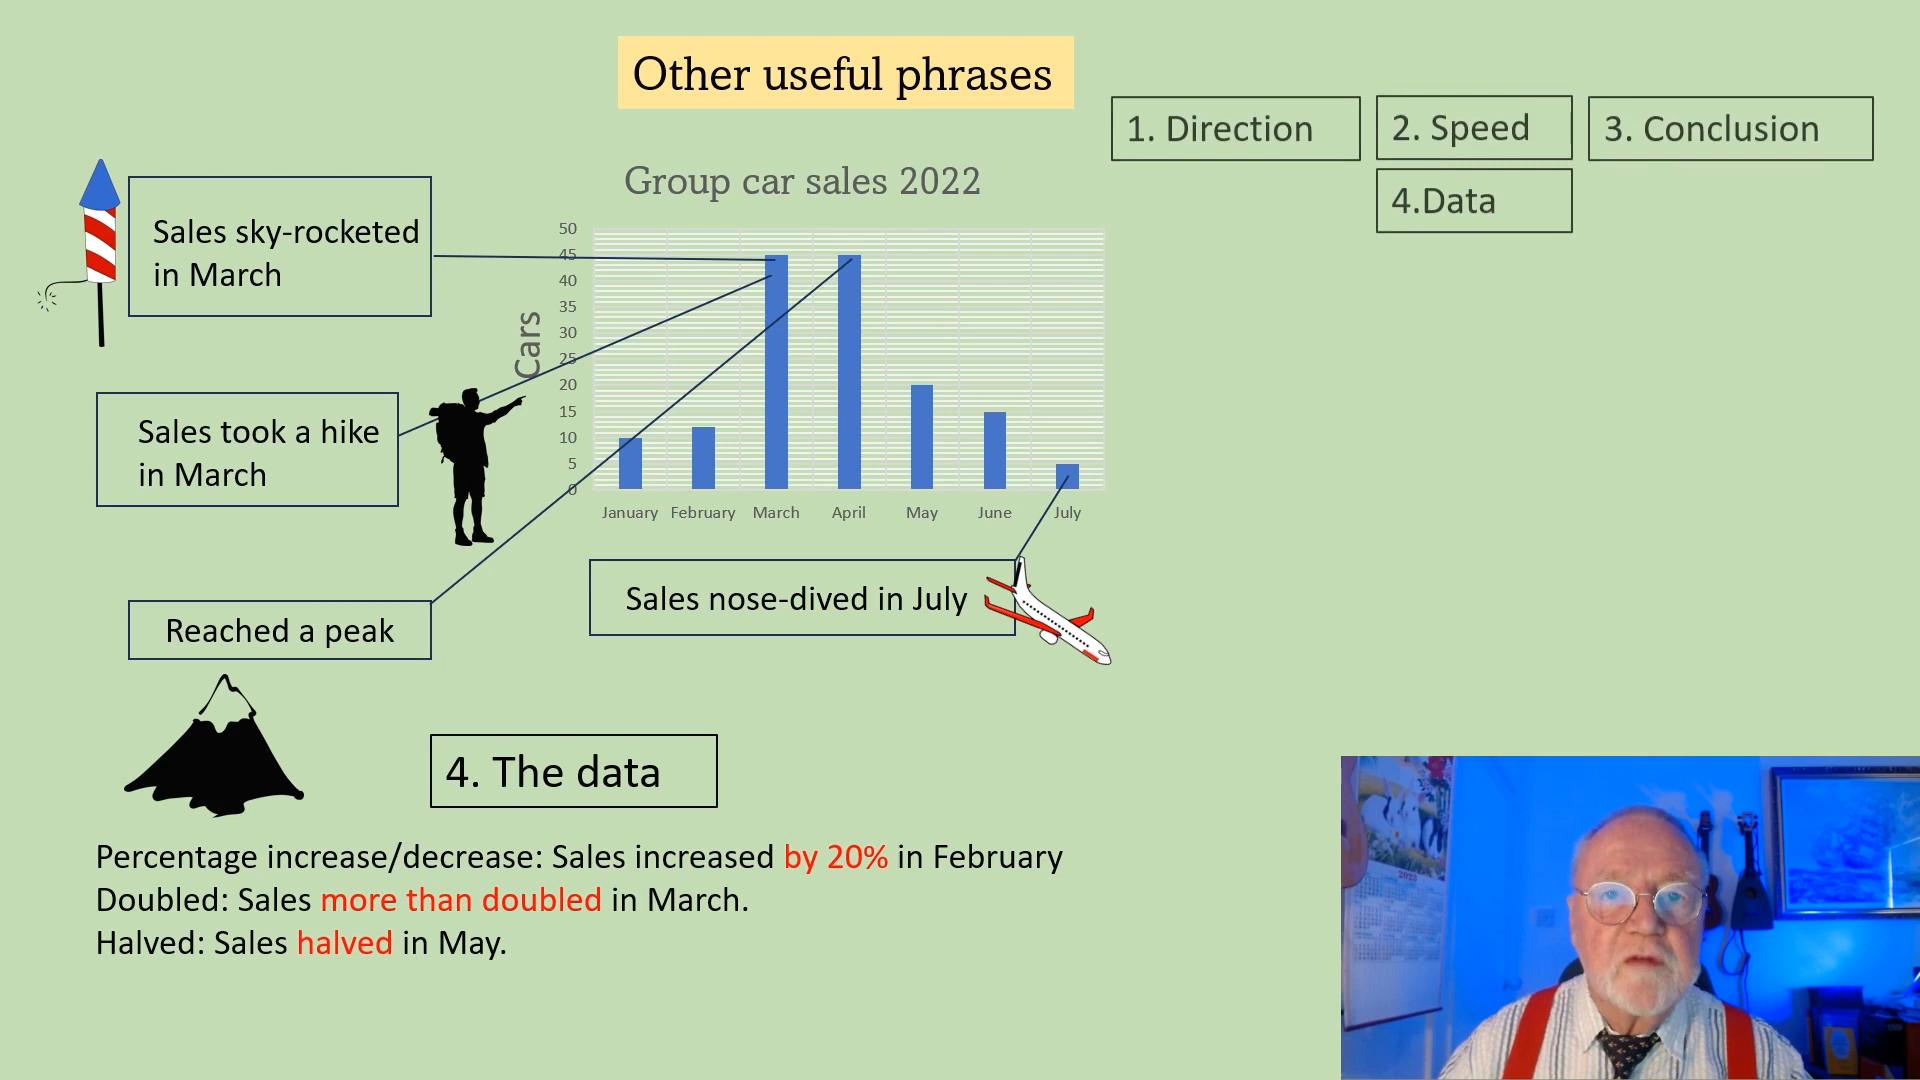 Other useful phrases
1. Direction
2. Speed
3. Conclusion
4.Data
Group car sales 2022
Sales sky-rocketed
in March
Sales took a hike
in March
Reached a peak
Cars
50
45
40
35
30
25
20
15
10
5
0
January February March April May June July
Sales nose-dived in July
4. The data
Percentage increase/decrease: Sales increased by 20% in February
Doubled: Sales more than doubled in March.
Halved: Sales halved in May.